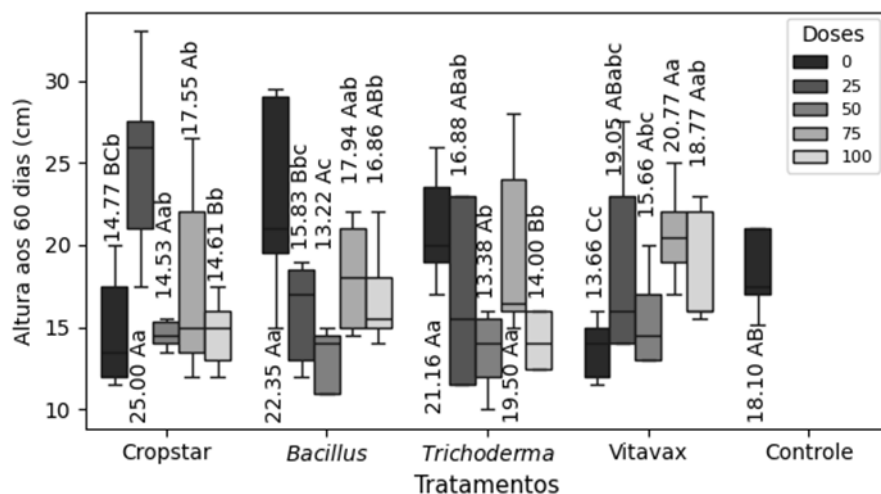 Altura aos 60 dias (cm)
30
25
20
15
10
14.77 BCb
25.00 Aa
14.53 Aab
17.55 Ab
14.61 Bb
22.35 Aa
15.83 Bbc
13.22 Ac
17.94 Aab
16.86 ABb
21.16 Aa
16.88 ABab
13.38 Ab
19.50 Aa
14.00 Bb
13.66 Cc
19.05 ABabc
15.66 Abc
20.77 Aa
18.77 Aab
Doses
0
25
50
75
100
Cropstar
Bacillus
Trichoderma
Vitavax
Controle
Tratamentos